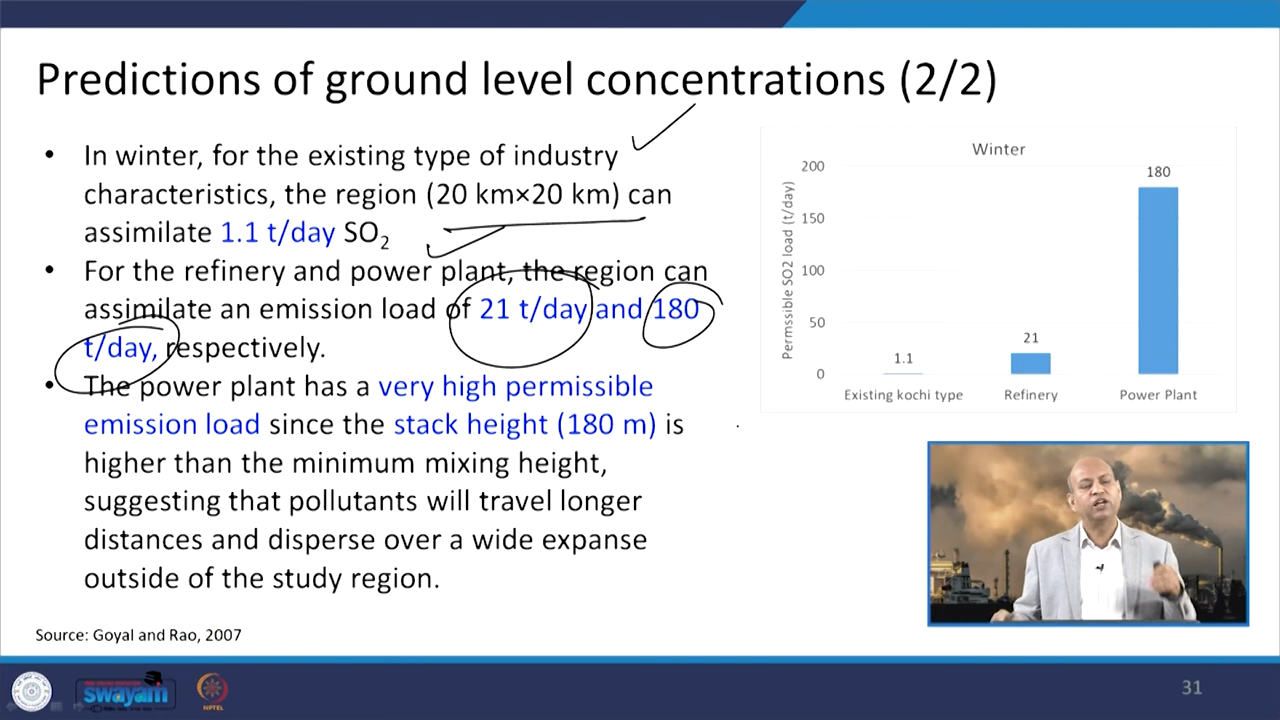 Predictions of ground level concentrations (2/2)
• In winter, for the existing type of industry
characteristics, the region (20 km×20 km) can
assimilate 1.1 t/day SO₂
• For the refinery and power plant, the region can
assimilate an emission load of 21 t/day and 180
t/day, respectively.
• The power plant has a very high permissible
emission load since the stack height (180 m) is
higher than the minimum mixing height,
suggesting that pollutants will travel longer
distances and disperse over a wide expanse
outside of the study region.
Source: Goyal and Rao, 2007
Winter
Permssible SO2 load (t/day)
200
150
100
50
0
1.1
21
180
Existing kochi type
Refinery
Power Plant
swayam
NPTEL
31